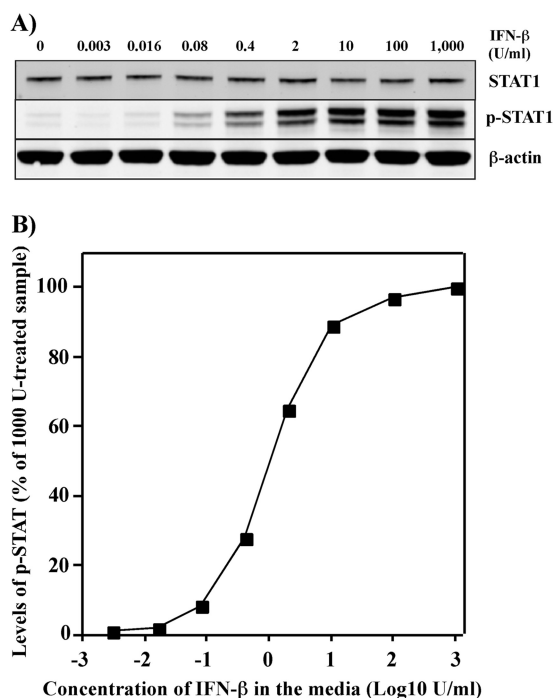 A)
0 0.003 0.016 0.08 0.4 2 10 100 1,000 IFN-β
(U/ml)
STAT1
p-STAT1
β-actin
B)
Levels of p-STAT (% of 1000 U-treated sample)
100
80
60
40
20
0
-3 -2 -1 0 1 2 3
Concentration of IFN-β in the media (Log10 U/ml)